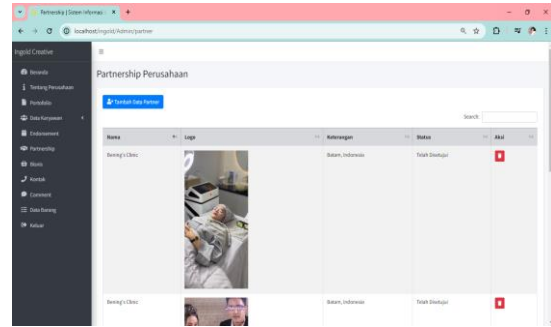 Partnership | Sistem Informasi
localhost/ingold/Admin/partner
Ingold Creative
Beranda
Tentang Perusahaan
Portofolio
Data Karyawan
Endorsement
Partnership
Bisnis
Kontak
Comment
Data Barang
Keluar
Partnership Perusahaan
Tambah Data Partner
Search:
Nama Logo Keterangan Status Aksi
Bening's Clinic Batam, Indonesia Telah Disetujui
Bening's Clinic Batam, Indonesia Telah Disetujui